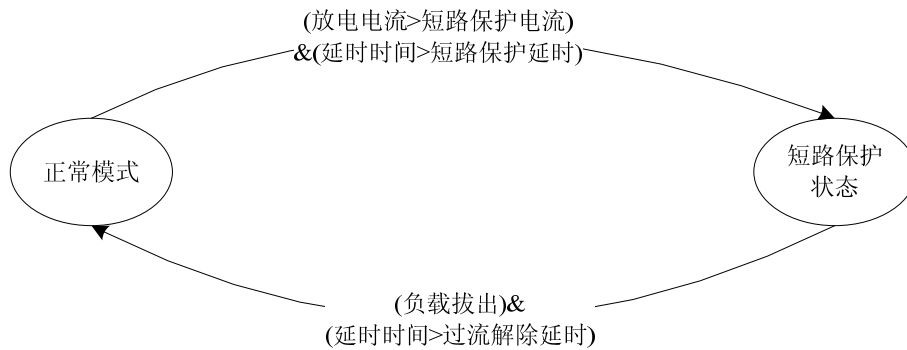 (放电电流>短路保护电流)
&(延时时间>短路保护延时)
正常模式
短路保护
状态
(负载拔出)&
(延时时间>过流解除延时)